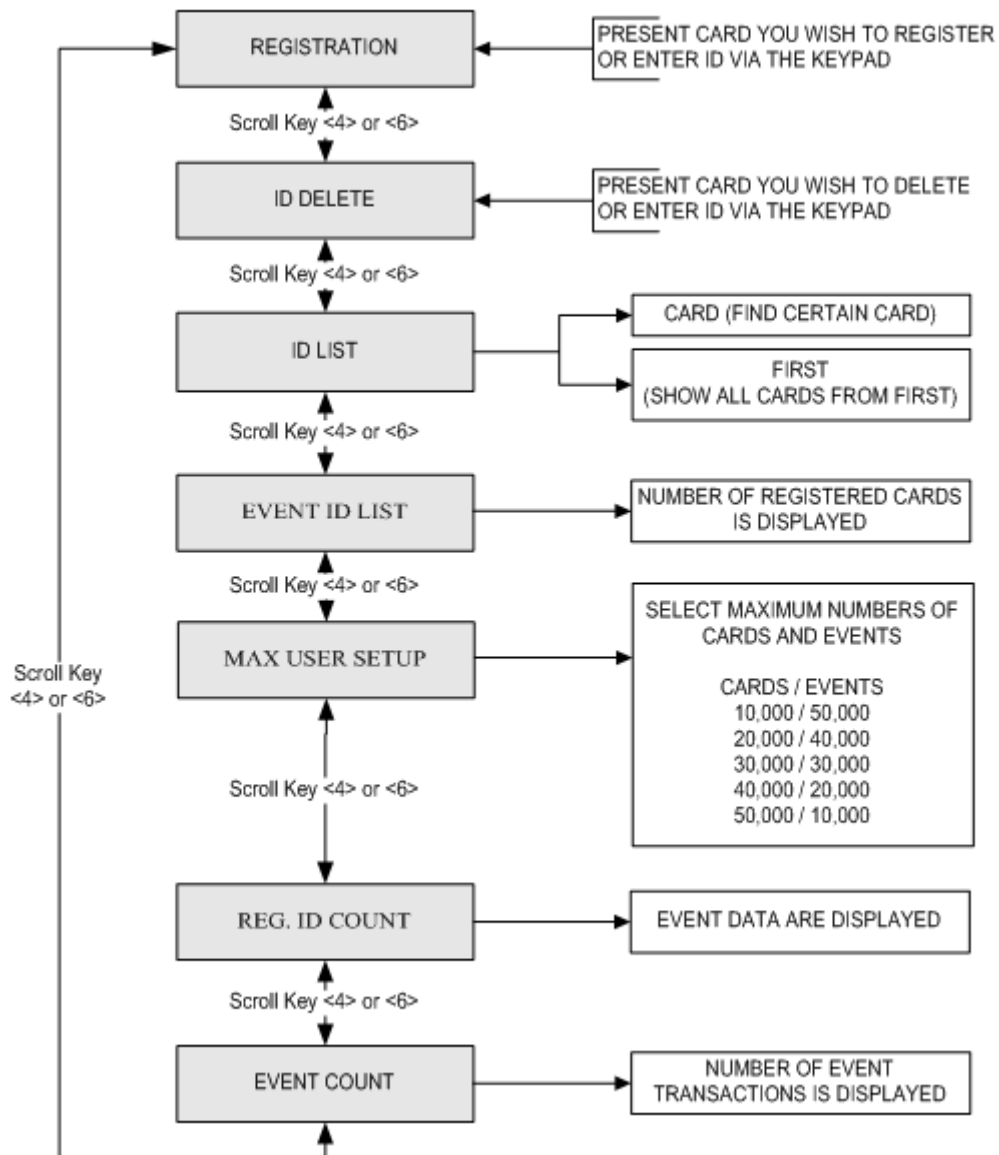 REGISTRATION
PRESENT CARD YOU WISH TO REGISTER
OR ENTER ID VIA THE KEYPAD
Scroll Key <4> or <6>
ID DELETE
PRESENT CARD YOU WISH TO DELETE
OR ENTER ID VIA THE KEYPAD
Scroll Key <4> or <6>
ID LIST
CARD (FIND CERTAIN CARD)
FIRST
(SHOW ALL CARDS FROM FIRST)
Scroll Key <4> or <6>
EVENT ID LIST
NUMBER OF REGISTERED CARDS
IS DISPLAYED
Scroll Key <4> or <6>
MAX USER SETUP
SELECT MAXIMUM NUMBERS OF
CARDS AND EVENTS
CARDS / EVENTS
10,000 / 50,000
20,000 / 40,000
30,000 / 30,000
40,000 / 20,000
50,000 / 10,000
Scroll Key
<4> or <6>
Scroll Key <4> or <6>
REG. ID COUNT
EVENT DATA ARE DISPLAYED
Scroll Key <4> or <6>
EVENT COUNT
NUMBER OF EVENT
TRANSACTIONS IS DISPLAYED